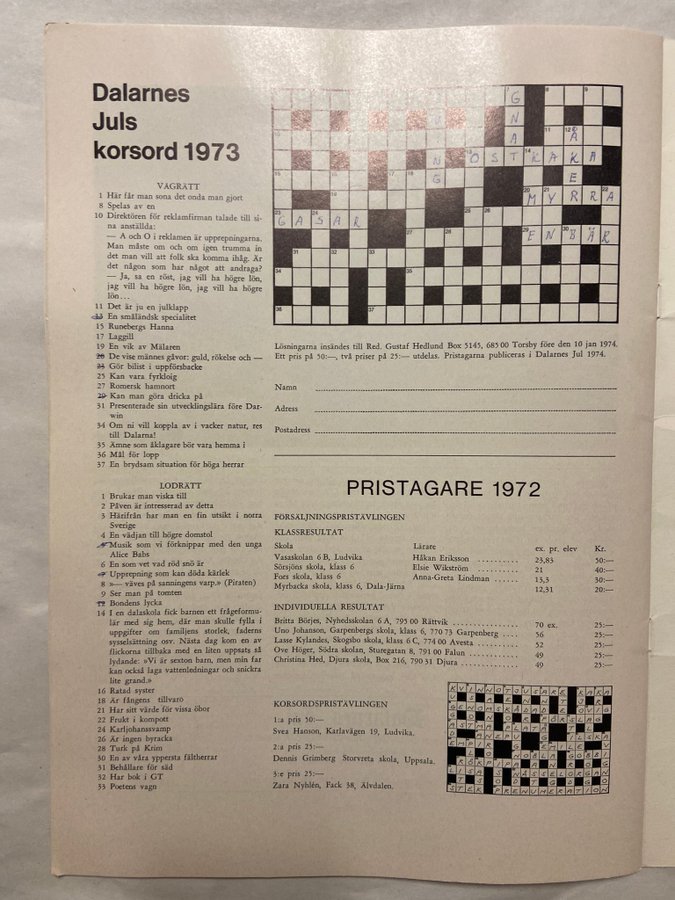 Dalarnes
Juls
korsord 1973
VÅGRÄTT
1 Här får man sona det onda man gjort
8 Spelas av en
10 Direktören för reklamfirman talade till si-
na anställda:
— A och O i reklamen är upprepningarna.
Man måste om och om igen trumma in
det man vill att folk ska komma ihåg. Är
det någon som har något att andraga?
— Ja, sa en röst, jag vill ha högre lön,
jag vill ha högre lön, jag vill ha högre
lön...
11 Det är ju en julklapp
13 En småländsk specialitet
15 Runebergs Hanna
17 Laggill
19 En vik av Mälaren
20 De vise männes gåvor: guld, rökelse och —
23 Gör bilist i uppförsbacke
25 Kan vara fyrkloig
27 Romersk hamnort
29 Kan man göra dricka på
31 Presenterade sin utvecklingslära före Dar-
win
34 Om ni vill koppla av i vacker natur, res
till Dalarna!
35 Ämne som åklagare bör vara hemma i
36 Mål för lopp
37 En brydsam situation för höga herrar
LODRÄTT
1 Brukar man viska till
2 Påven är intresserad av detta
3 Härifrån har man en fin utsikt i norra
Sverige
4 En vädjan till högre domstol
5 Musik som vi förknippar med den unga
Alice Babs
6 En som vet vad röd snö är
7 Upprepning som kan döda kärlek
8 »— väves på sanningens varp.» (Piraten)
9 Ser man på tomten
12 Bondens lycka
14 I en dalaskola fick barnen ett frågeformu-
lär med sig hem, där man skulle fylla i
uppgifter om familjens storlek, faderns
sysselsättning osv. Nästa dag kom en av
flickorna tillbaka med en liten uppsats så
lydande: »Vi är sexton barn, men min far
kan också laga vattenledningar och snickra
lite grand.»
16 Ratad syster
18 Är fångens tillvaro
21 Har sitt värde för vissa öbor
22 Frukt i kompott
24 Karljohanssvamp
26 Är ingen byracka
28 Turk på Krim
30 En av våra yppersta fältherrar
31 Behållare för säd
32 Har bok i GT
33 Poetens vagn
GNAT
ÅKER
UNG
OSTKAKA
MYRRA
GASAR
ENBÄR
Lösningarna insändes till Red. Gustaf Hedlund Box 5145, 685 00 Torsby före den 10 jan 1974.
Ett pris på 50:—, två priser på 25:— utdelas. Pristagarna publiceras i Dalarnes Jul 1974.
Namn
Adress
Postadress
PRISTAGARE 1972
FÖRSÄLJNINGSPRISTÄVLINGEN
KLASSRESULTAT
Skola Lärare ex. pr. elev Kr.
Vasaskolan 6 B, Ludvika Håkan Eriksson 23,83 50:—
Sörsjöns skola, klass 6 Elsie Wikström 21 40:—
Fors skola, klass 6 Anna-Greta Lindman 15,3 30:—
Myrbacka skola, klass 6, Dala-Järna 12,31 20:—
INDIVIDUELLA RESULTAT
Britta Börjes, Nyhedsskolan 6 A, 795 00 Rättvik 70 ex. 25:—
Uno Johanson, Garpenbergs skola, klass 6, 770 73 Garpenberg 56 25:—
Lasse Kylandes, Skogsbo skola, klass 6 C, 774 00 Avesta 52 25:—
Ove Höger, Södra skolan, Sturegatan 8, 791 00 Falun 49 25:—
Christina Hed, Djura skola, Box 216, 790 31 Djura 49 25:—
KORSORDSPRISTÄVLINGEN
1:a pris 50:—
Svea Hanson, Karlavägen 19, Ludvika.
2:a pris 25:—
Dennis Grimberg Storvreta skola, Uppsala.
3:e pris 25:—
Zara Nyhlén, Fack 38, Älvdalen.